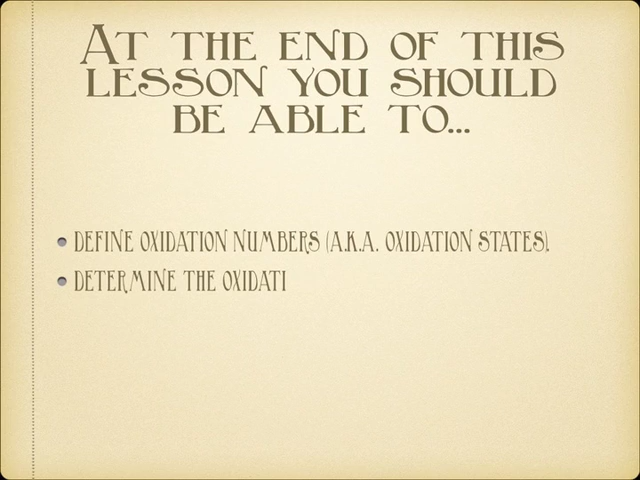 At the end of this
lesson you should
be able to...
• Define oxidation numbers (a.k.a. oxidation states).
• Determine the oxidati